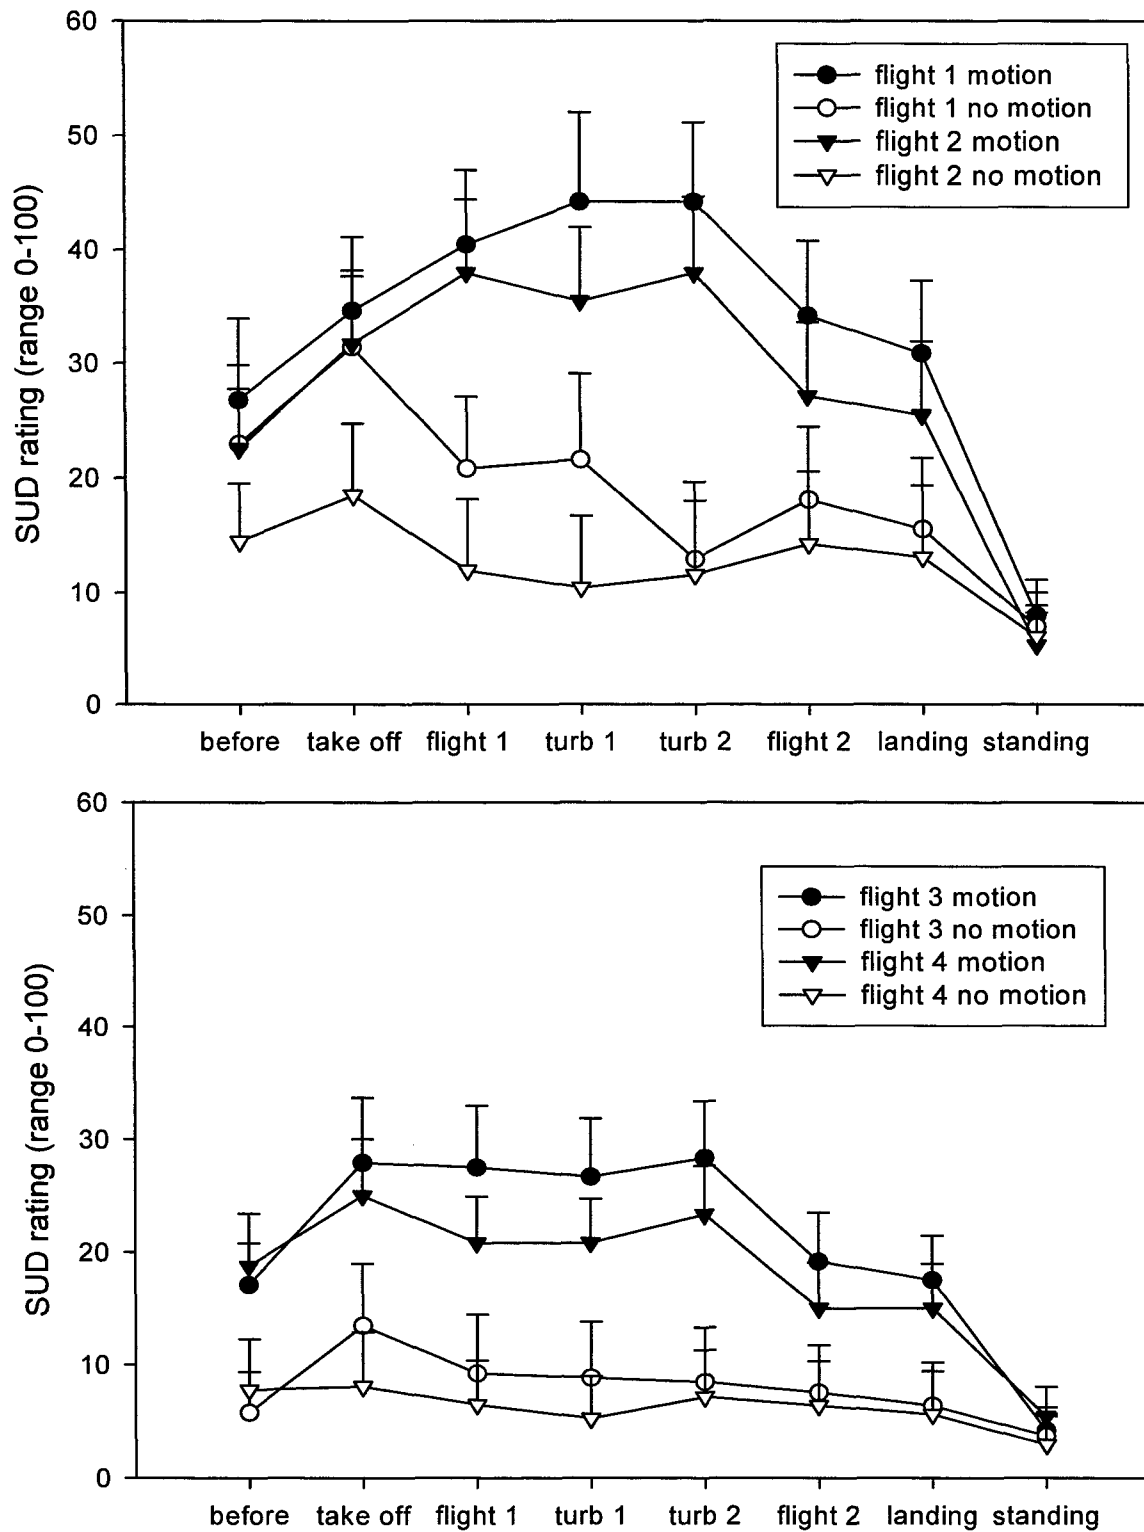 60
50
40
30
20
10
0
SUD rating (range 0-100)
flight 1 motion
flight 1 no motion
flight 2 motion
flight 2 no motion
before take off flight 1 turb 1 turb 2 flight 2 landing standing
60
50
40
30
20
10
0
SUD rating (range 0-100)
flight 3 motion
flight 3 no motion
flight 4 motion
flight 4 no motion
before take off flight 1 turb 1 turb 2 flight 2 landing standing